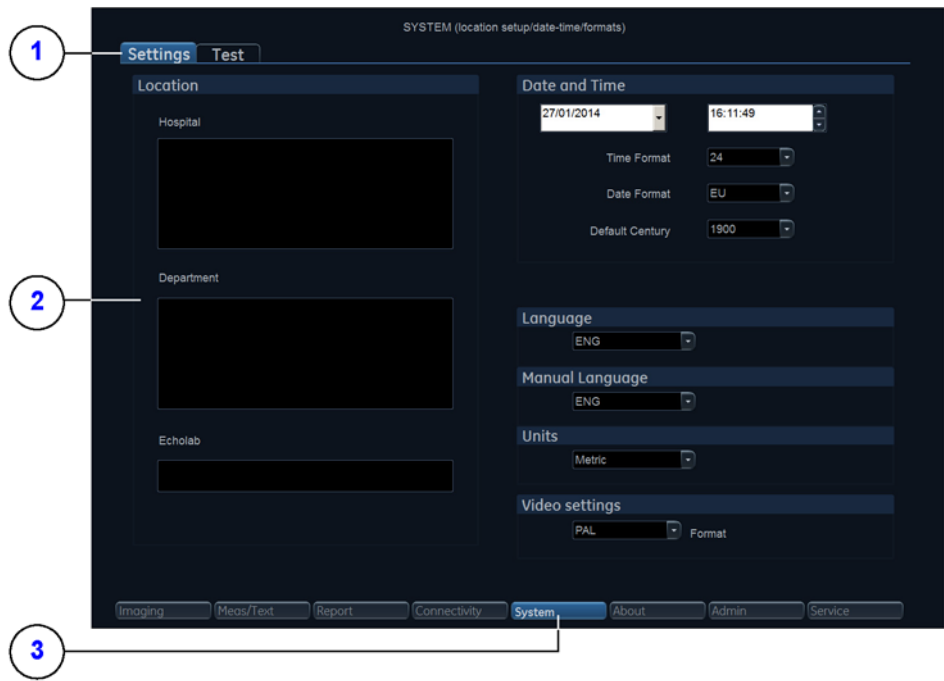 SYSTEM (location setup/date-time/formats)
1
Settings Test
Location
Hospital
Department
2
Echolab
Date and Time
27/01/2014 16:11:49
Time Format 24
Date Format EU
Default Century 1900
Language
ENG
Manual Language
ENG
Units
Metric
Video settings
PAL Format
Imaging Meas/Text Report Connectivity System About Admin Service
3